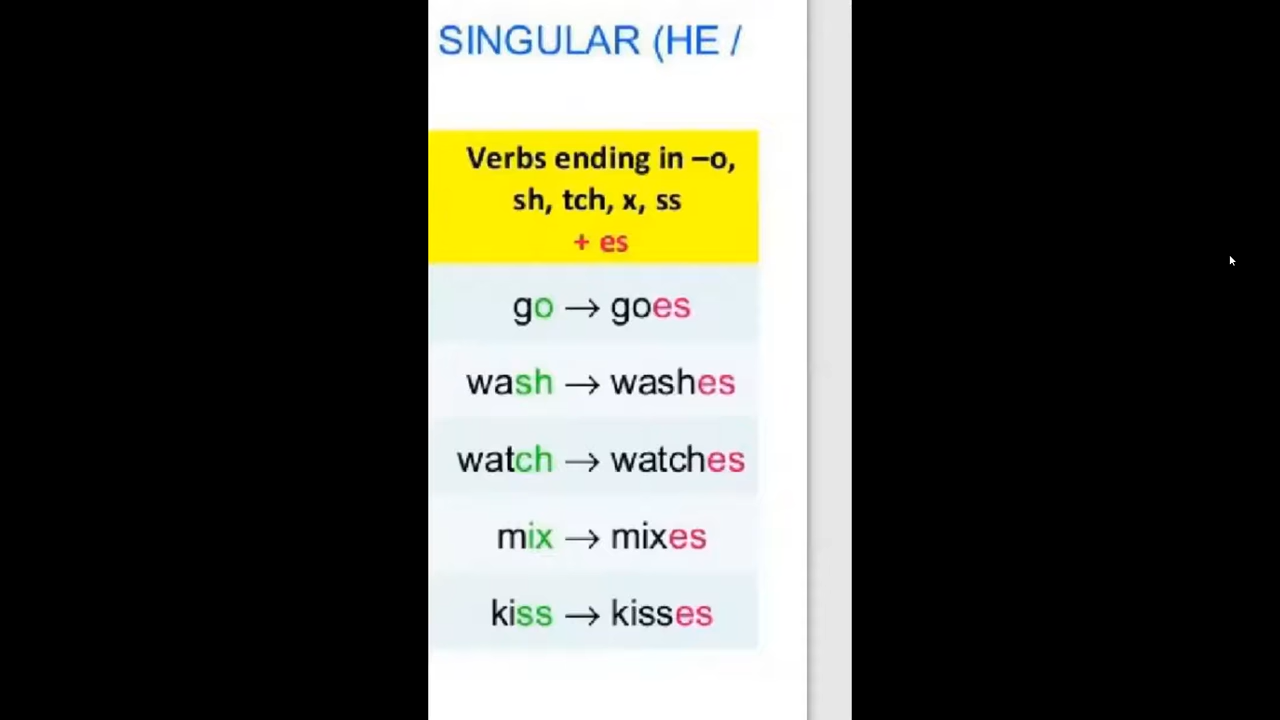 SINGULAR (HE /
Verbs ending in –o,
sh, tch, x, ss
+ es
go → goes
wash → washes
watch → watches
mix → mixes
kiss → kisses